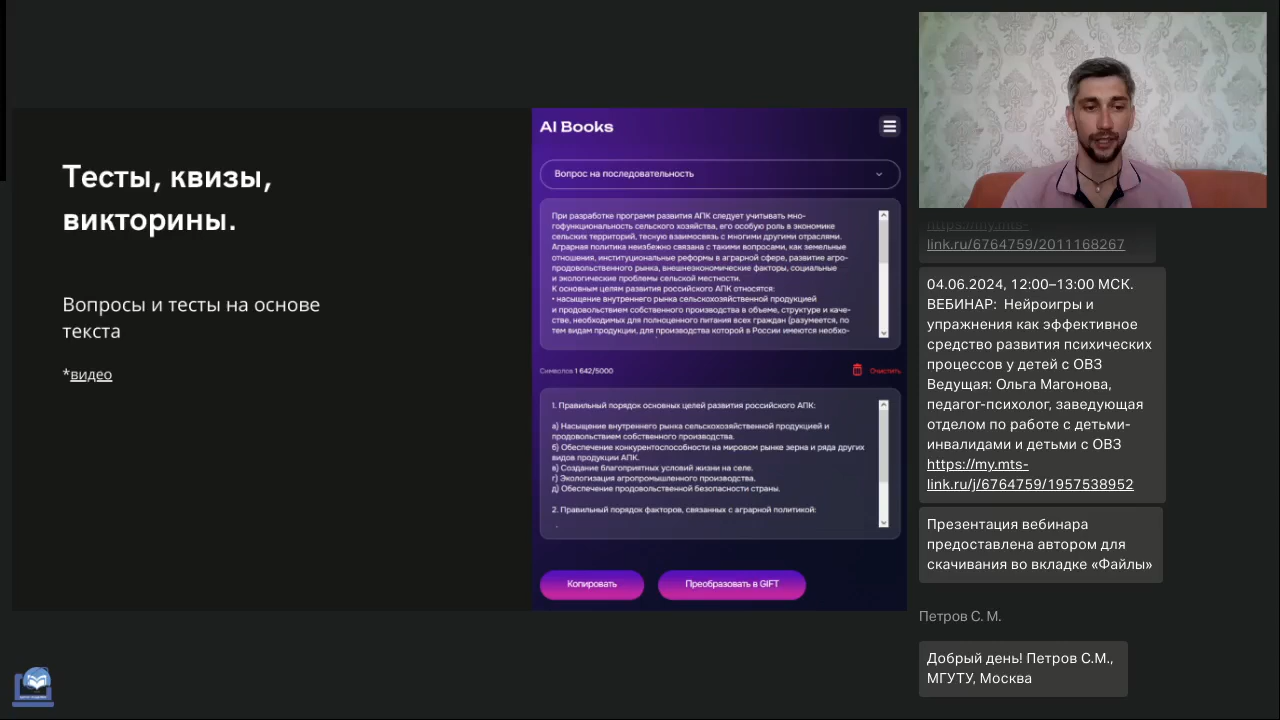 Тесты, квизы,
викторины.
Вопросы и тесты на основе
текста
*видео
AI Books
Вопрос на последовательность
При разработке программ развития АПК следует учитывать мно-
гофункциональность сельского хозяйства, его особую роль в экономике
сельских территорий, тесную взаимосвязь с многими другими отраслями.
Аграрная политика неизбежно связана с такими вопросами, как земельные
отношения, институциональные реформы в аграрной сфере, развитие агро-
продовольственного рынка, внешнеэкономические факторы, социальные
и экологические проблемы сельской местности.
К основным целям развития российского АПК относятся:
• насыщение внутреннего рынка сельскохозяйственной продукцией
и продовольствием собственного производства в объеме, структуре и каче-
стве, необходимых для полноценного питания всех граждан (разумеется, по
тем видам продукции, для производства которой в России имеются необхо-
Символов 1 642/5000
Очистить
1. Правильный порядок основных целей развития российского АПК:
а) Насыщение внутреннего рынка сельскохозяйственной продукцией и
продовольствием собственного производства.
б) Обеспечение конкурентоспособности на мировом рынке зерна и ряда других
видов продукции АПК.
в) Создание благоприятных условий жизни на селе.
г) Экологизация агропромышленного производства.
д) Обеспечение продовольственной безопасности страны.
2. Правильный порядок факторов, связанных с аграрной политикой:
Копировать
Преобразовать в GIFT
https://my.mts-
link.ru/6764759/2011168267
04.06.2024, 12:00–13:00 МСК.
ВЕБИНАР: Нейроигры и
упражнения как эффективное
средство развития психических
процессов у детей с ОВЗ
Ведущая: Ольга Магонова,
педагог-психолог, заведующая
отделом по работе с детьми-
инвалидами и детьми с ОВЗ
https://my.mts-
link.ru/j/6764759/1957538952
Презентация вебинара
предоставлена автором для
скачивания во вкладке «Файлы»
Петров С. М.
Добрый день! Петров С.М.,
МГУТУ, Москва